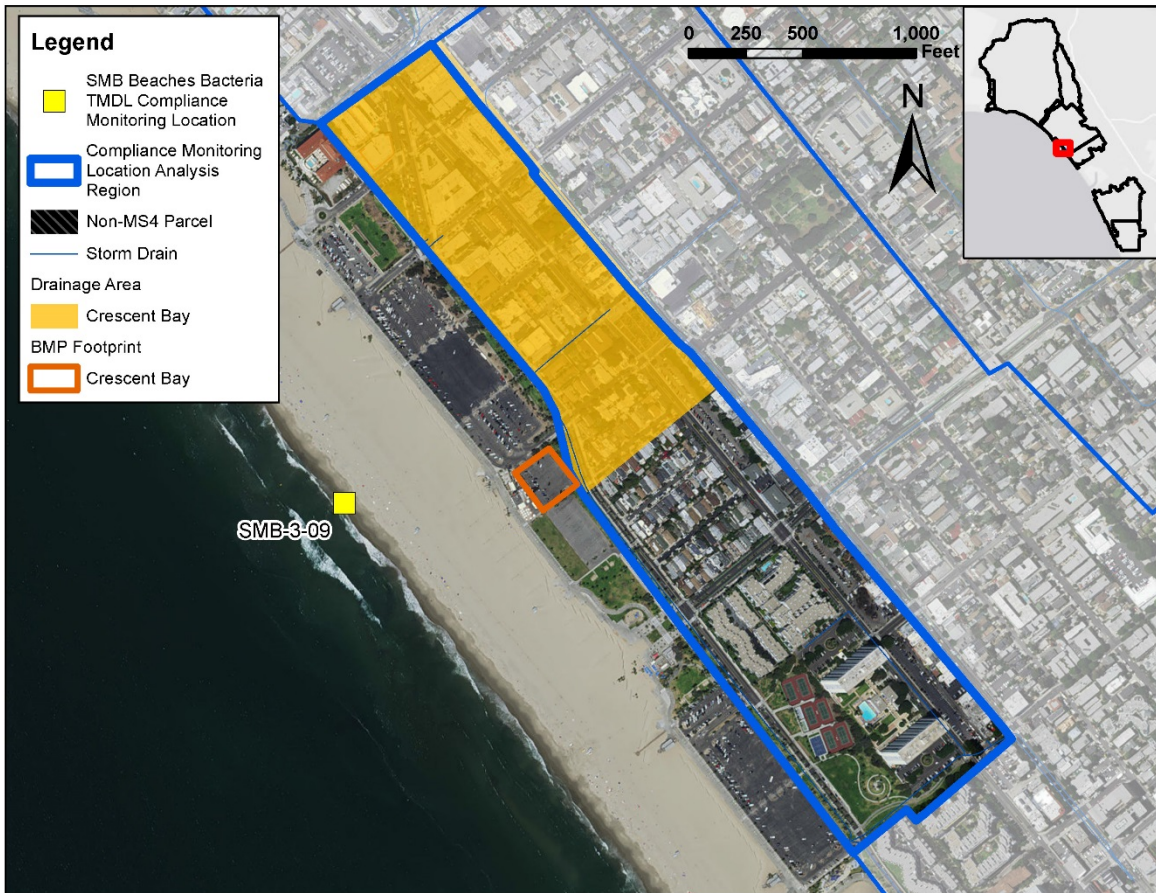 Legend
SMB Beaches Bacteria
TMDL Compliance
Monitoring Location
Compliance Monitoring
Location Analysis
Region
Non-MS4 Parcel
Storm Drain
Drainage Area
Crescent Bay
BMP Footprint
Crescent Bay
0 250 500 1,000
Feet
N
SMB-3-09